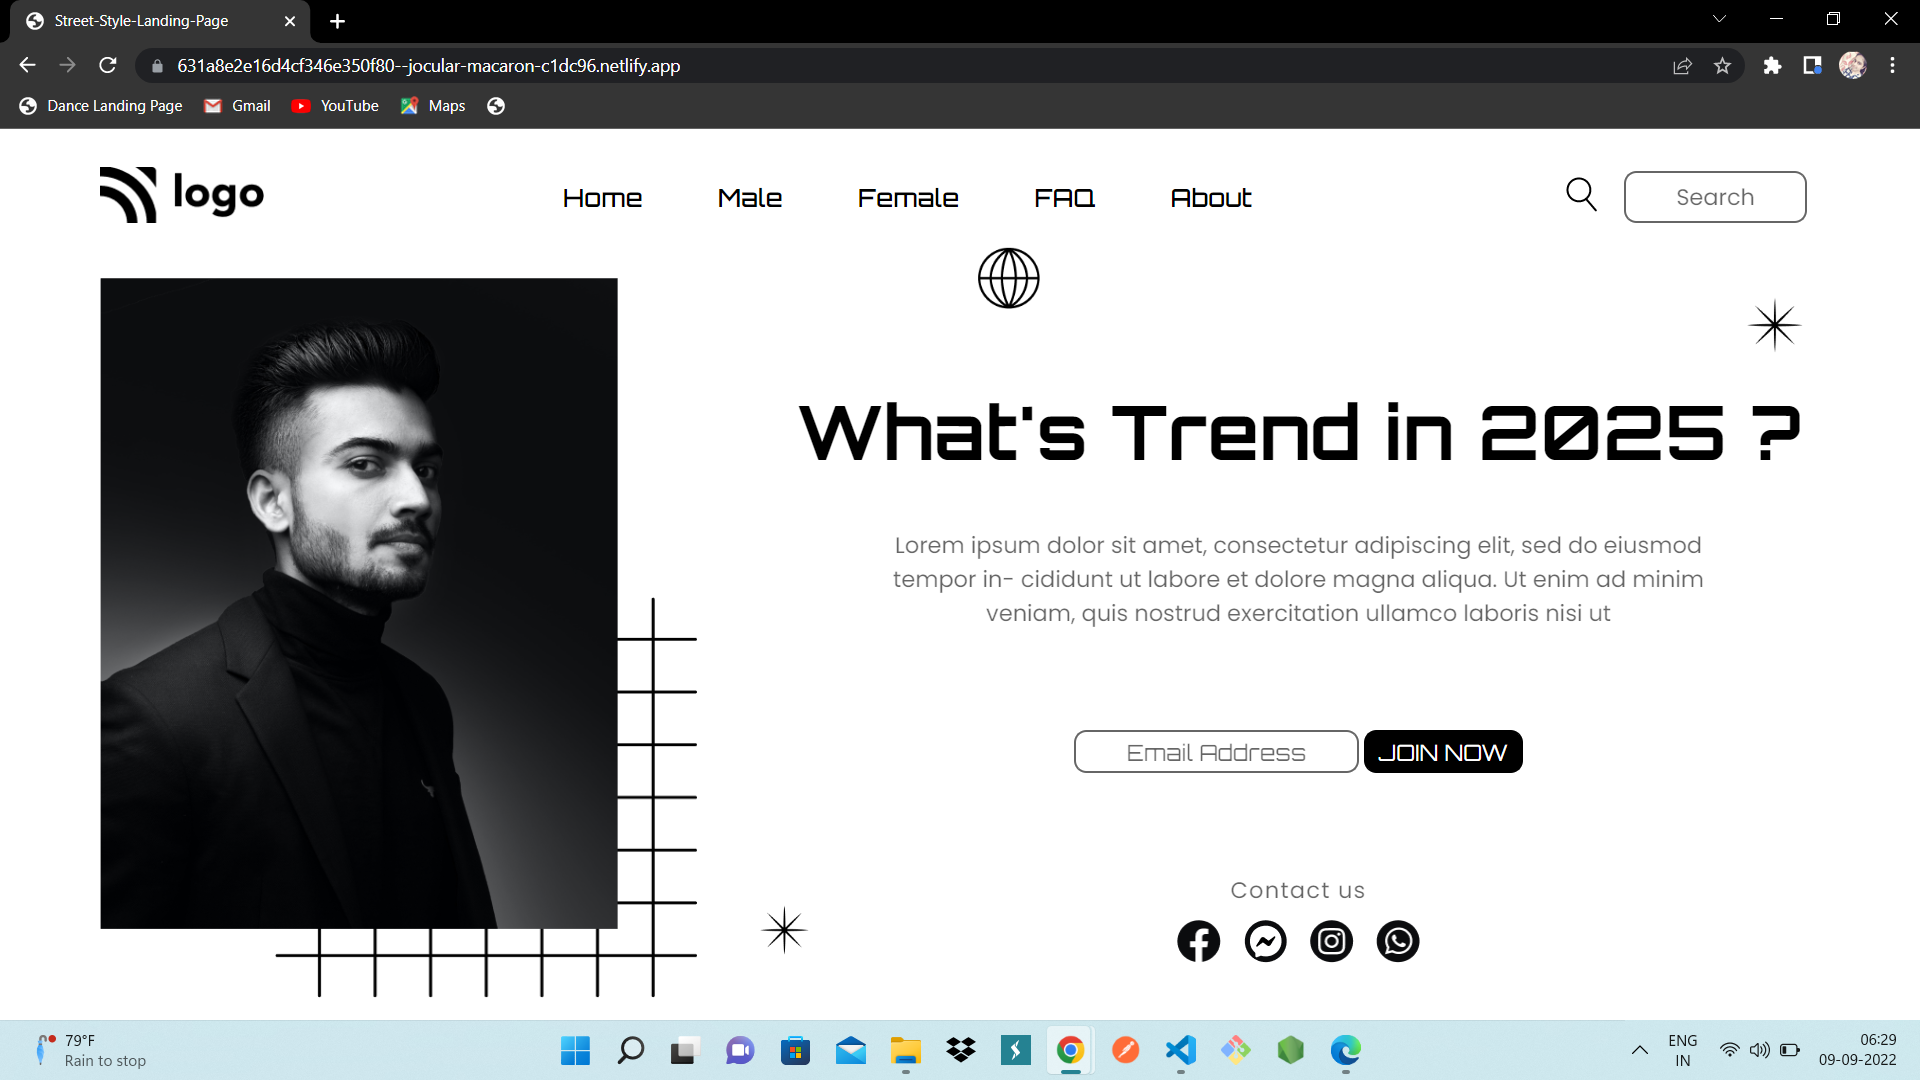 Street-Style-Landing-Page
631a8e2e16d4cf346e350f80--jocular-macaron-c1dc96.netlify.app
Dance Landing Page Gmail YouTube Maps
logo Home Male Female FAQ About Search
What's Trend in 2025 ?
Lorem ipsum dolor sit amet, consectetur adipiscing elit, sed do eiusmod
tempor in- cididunt ut labore et dolore magna aliqua. Ut enim ad minim
veniam, quis nostrud exercitation ullamco laboris nisi ut
Email Address JOIN NOW
Contact us
79°F
Rain to stop
ENG
IN
06:29
09-09-2022